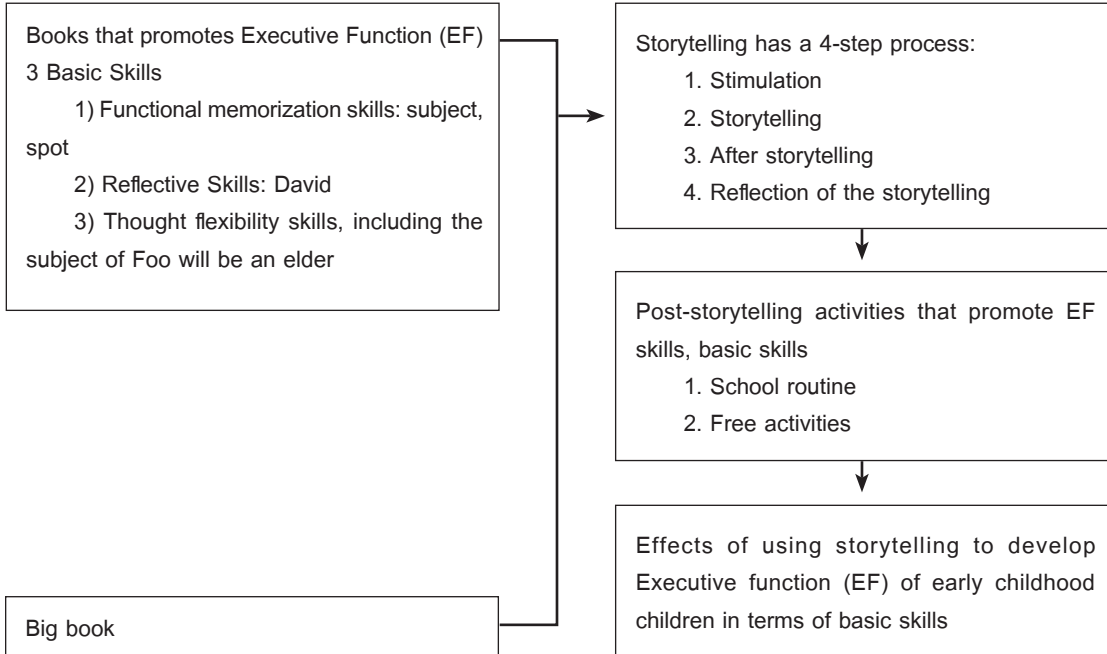 Books that promotes Executive Function (EF)
3 Basic Skills
1) Functional memorization skills: subject,
spot
2) Reflective Skills: David
3) Thought flexibility skills, including the
subject of Foo will be an elder
Big book
Storytelling has a 4-step process:
1. Stimulation
2. Storytelling
3. After storytelling
4. Reflection of the storytelling
Post-storytelling activities that promote EF
skills, basic skills
1. School routine
2. Free activities
Effects of using storytelling to develop
Executive function (EF) of early childhood
children in terms of basic skills